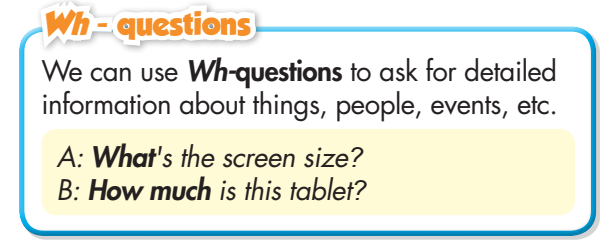 Wh - questions
We can use Wh-questions to ask for detailed
information about things, people, events, etc.
A: What's the screen size?
B: How much is this tablet?